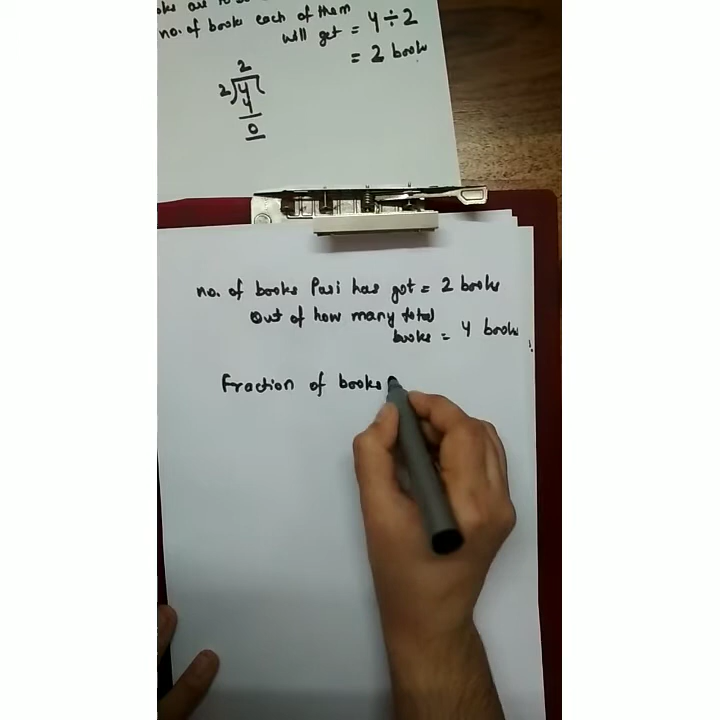 no. of books each of them
will get = 4 ÷ 2
= 2 books
2
2 4
4
0
no. of books Pari has got = 2 books
Out of how many total
books = 4 books
Fraction of books